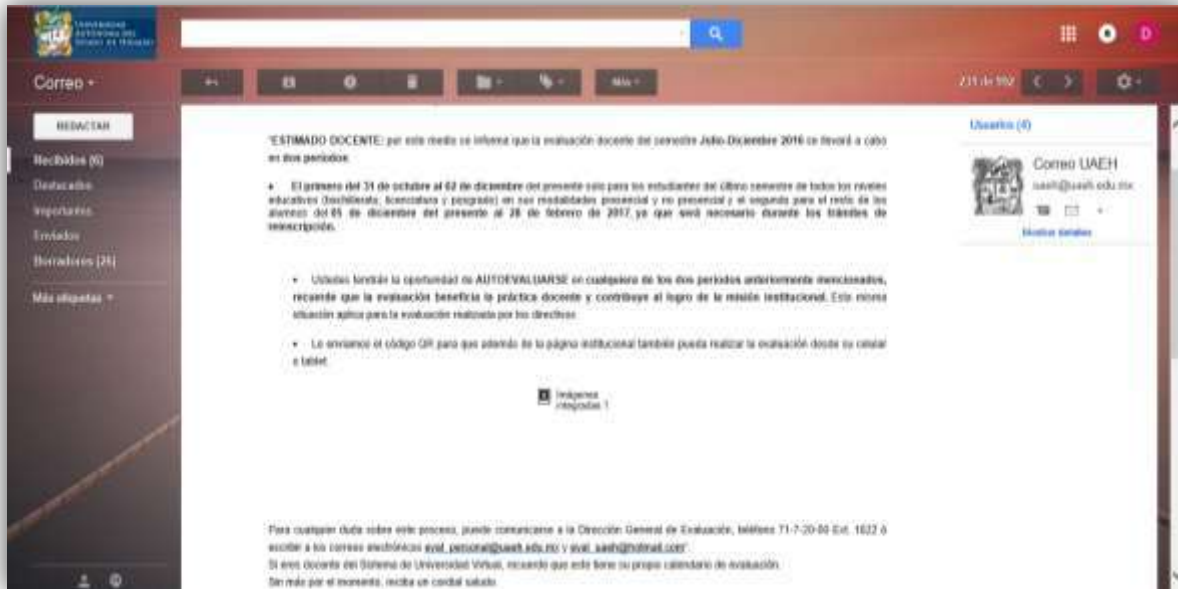 UNIVERSIDAD
AUTÓNOMA DEL
ESTADO DE HIDALGO
D
Correo
Más
231 de 992
REDACTAR
Recibidos (6)
Destacados
Importantes
Enviados
Borradores (26)
Más etiquetas
"ESTIMADO DOCENTE: por este medio se informa que la evaluación docente del semestre Julio-Diciembre 2016 se llevará a cabo
en dos periodos:
• El primero del 31 de octubre al 02 de diciembre del presente solo para los estudiantes del último semestre de todos los niveles
educativos (bachillerato, licenciatura y posgrado) en sus modalidades presencial y no presencial y el segundo para el resto de los
alumnos del 05 de diciembre del presente al 28 de febrero de 2017, ya que será necesario durante los trámites de
reinscripción.
• Ustedes tendrán la oportunidad de AUTOEVALUARSE en cualquiera de los dos periodos anteriormente mencionados,
recuerde que la evaluación beneficia la práctica docente y contribuye al logro de la misión institucional. Esta misma
situación aplica para la evaluación realizada por los directivos.
• Le enviamos el código QR para que además de la página institucional también pueda realizar la evaluación desde su celular
o tablet.
Imágenes
integradas 1
Para cualquier duda sobre este proceso, puede comunicarse a la Dirección General de Evaluación, teléfono 71-7-20-00 Ext. 1022 ó
escribir a los correos electrónicos eval_personal@uaeh.edu.mx y eval_uaeh@hotmail.com".
Si eres docente del Sistema de Universidad Virtual, recuerde que este tiene su propio calendario de evaluación.
Sin más por el momento, reciba un cordial saludo.
Usuarios (4)
Correo UAEH
uaeh@uaeh.edu.mx
Mostrar detalles